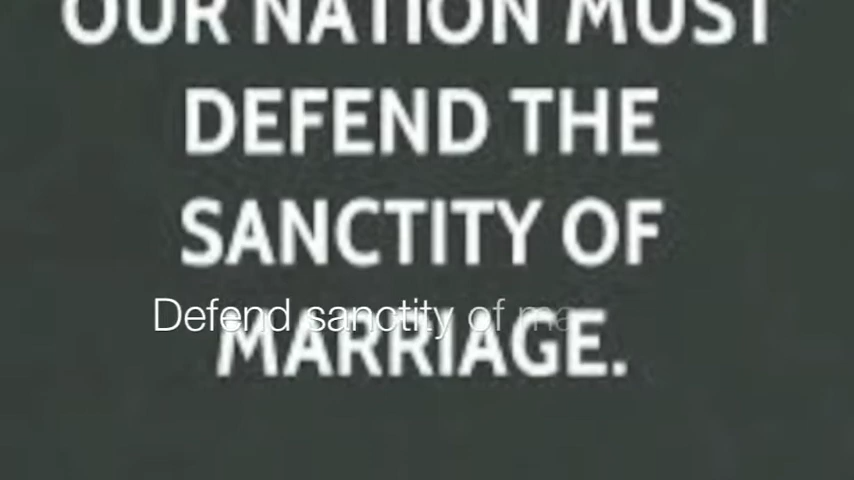 OUR NATION MUST
DEFEND THE
SANCTITY OF
Defend sanctity of
MARRIAGE.